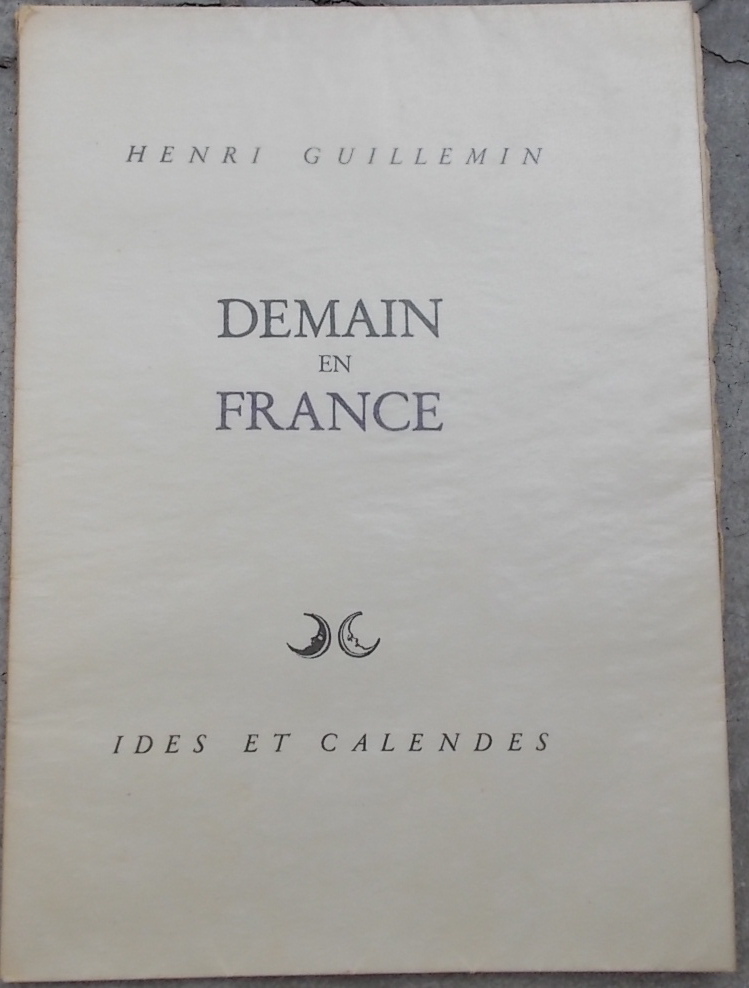 HENRI GUILLEMIN
DEMAIN
EN
FRANCE
IDES ET CALENDES